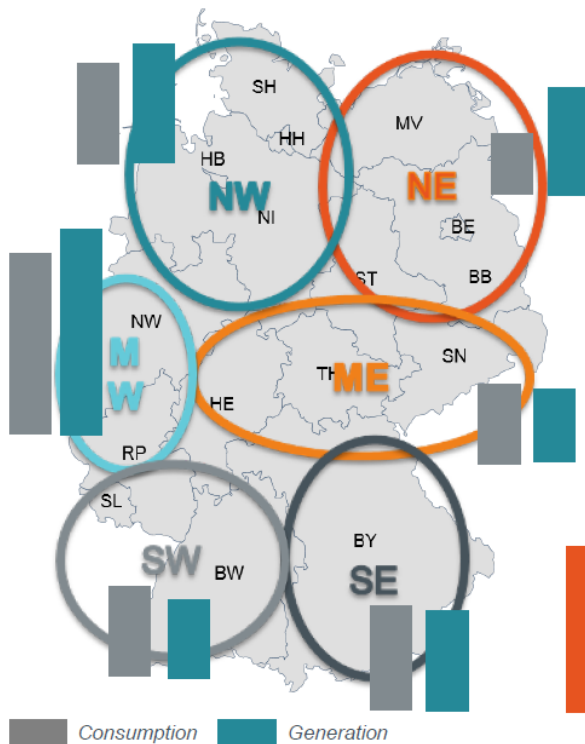 SH
MV
HH
HB
NW
NE
NI
BE
ST
BB
NW
M
W
SN
TH
ME
HE
RP
SL
BY
SW
BW
SE
Consumption
Generation